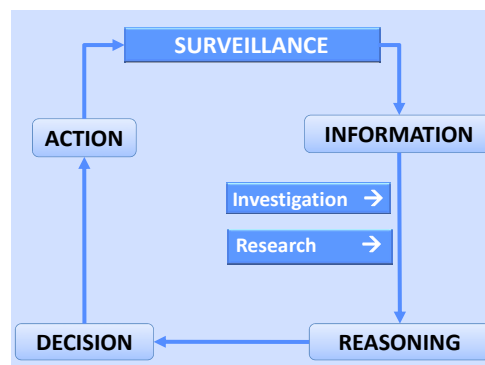 SURVEILLANCE
ACTION
INFORMATION
Investigation →
Research →
DECISION
REASONING